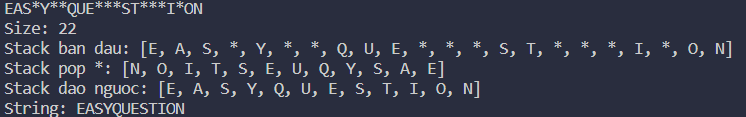 EAS*Y**QUE***ST***I*ON
Size: 22
Stack ban dau: [E, A, S, *, Y, *, *, Q, U, E, *, *, *, S, T, *, *, *, I, *, O, N]
Stack pop *: [N, O, I, T, S, E, U, Q, Y, S, A, E]
Stack dao nguoc: [E, A, S, Y, Q, U, E, S, T, I, O, N]
String: EASYQUESTION